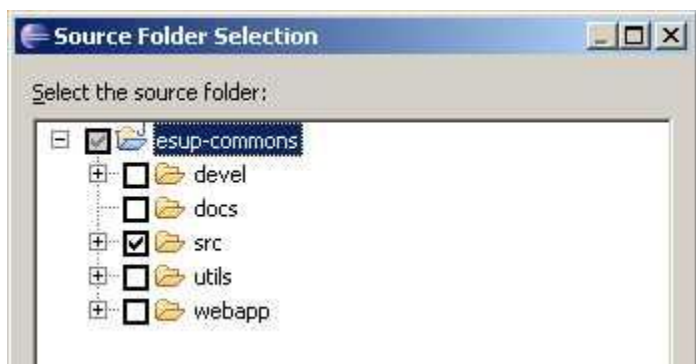 Source Folder Selection
Select the source folder:
esup-commons
devel
docs
src
utils
webapp